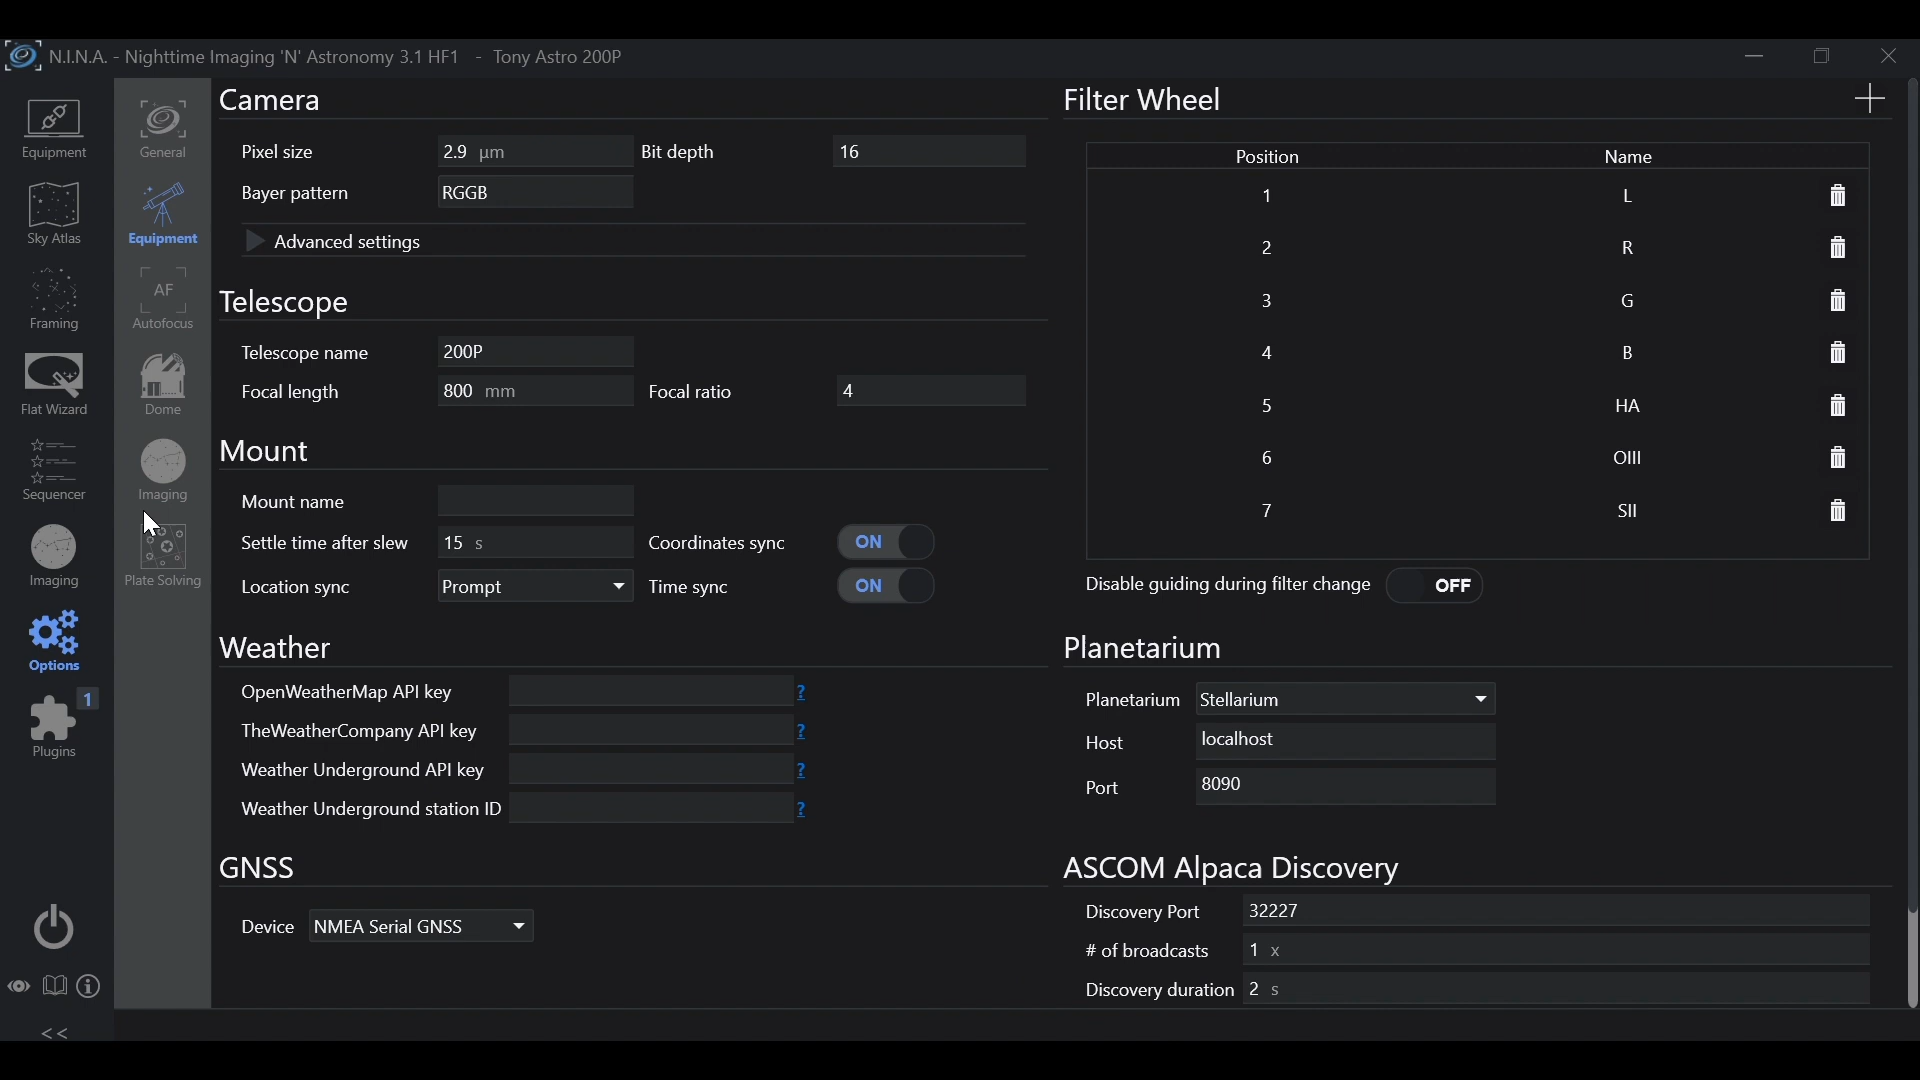 N.I.N.A. - Nighttime Imaging 'N' Astronomy 3.1 HF1 - Tony Astro 200P
Equipment
Sky Atlas
Framing
Flat Wizard
Sequencer
Imaging
Options
1
Plugins
<<
General
Equipment
AF
Autofocus
Dome
Imaging
Plate Solving
Camera
Pixel size 2.9 µm Bit depth 16
Bayer pattern RGGB
Advanced settings
Telescope
Telescope name 200P
Focal length 800 mm Focal ratio 4
Mount
Mount name
Settle time after slew 15 s Coordinates sync ON
Location sync Prompt Time sync ON
Weather
OpenWeatherMap API key ?
TheWeatherCompany API key ?
Weather Underground API key ?
Weather Underground station ID ?
GNSS
Device NMEA Serial GNSS
Filter Wheel
Position Name
1 L
2 R
3 G
4 B
5 HA
6 OIII
7 SII
Disable guiding during filter change OFF
Planetarium
Planetarium Stellarium
Host localhost
Port 8090
ASCOM Alpaca Discovery
Discovery Port 32227
# of broadcasts 1 x
Discovery duration 2 s